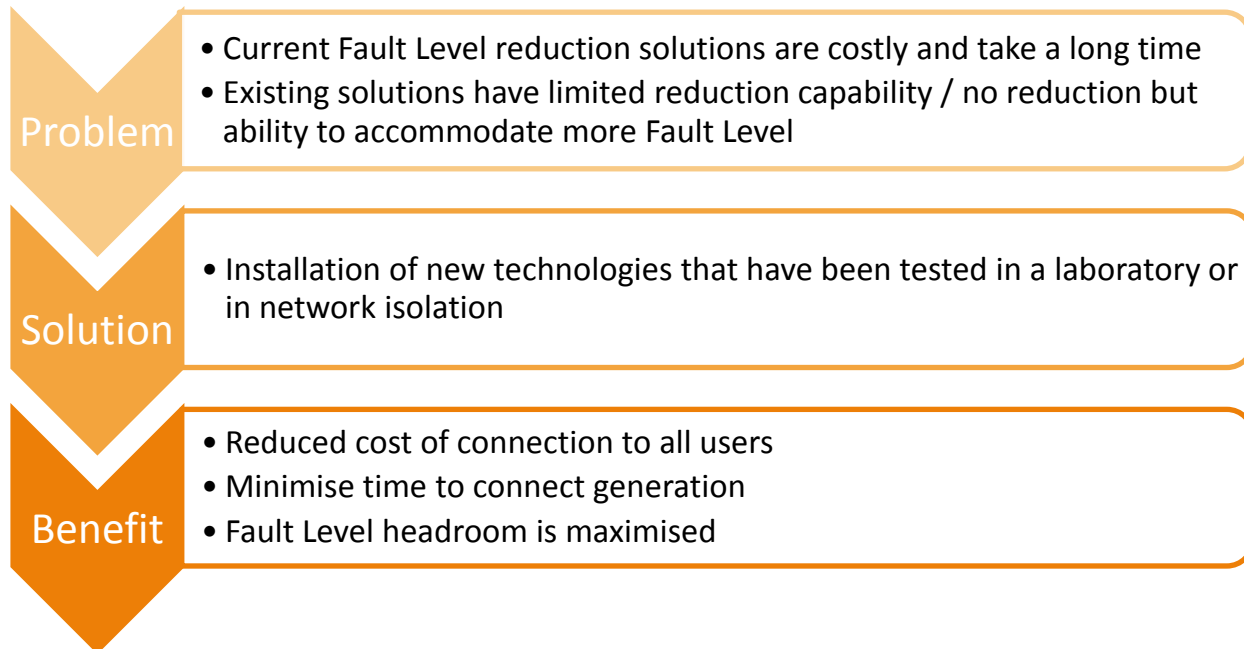 Problem
• Current Fault Level reduction solutions are costly and take a long time
• Existing solutions have limited reduction capability / no reduction but
ability to accommodate more Fault Level
Solution
• Installation of new technologies that have been tested in a laboratory or
in network isolation
Benefit
• Reduced cost of connection to all users
• Minimise time to connect generation
• Fault Level headroom is maximised